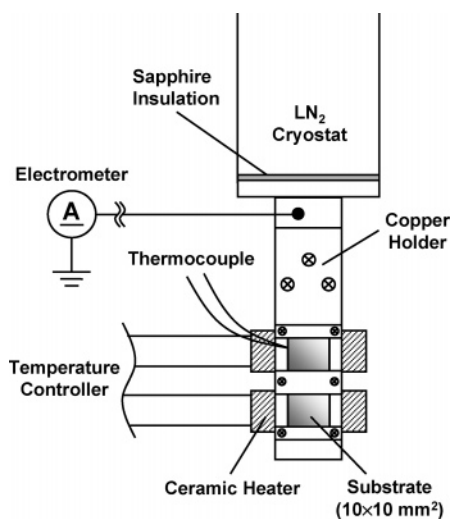 Sapphire
Insulation
LN₂
Cryostat
Electrometer
A
Copper
Holder
Thermocouple
Temperature
Controller
Ceramic Heater
Substrate
(10×10 mm²)